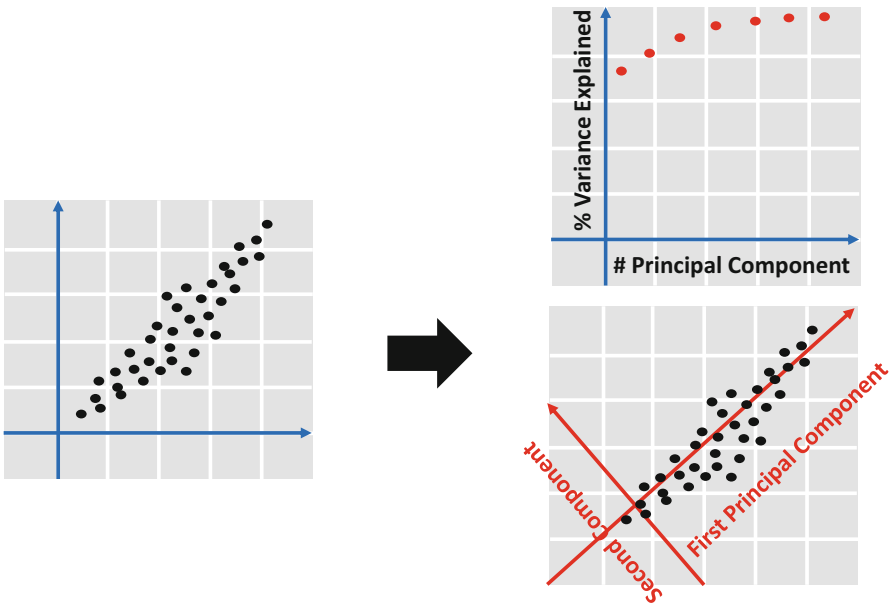 % Variance Explained
# Principal Component
First Principal Component
Second Component